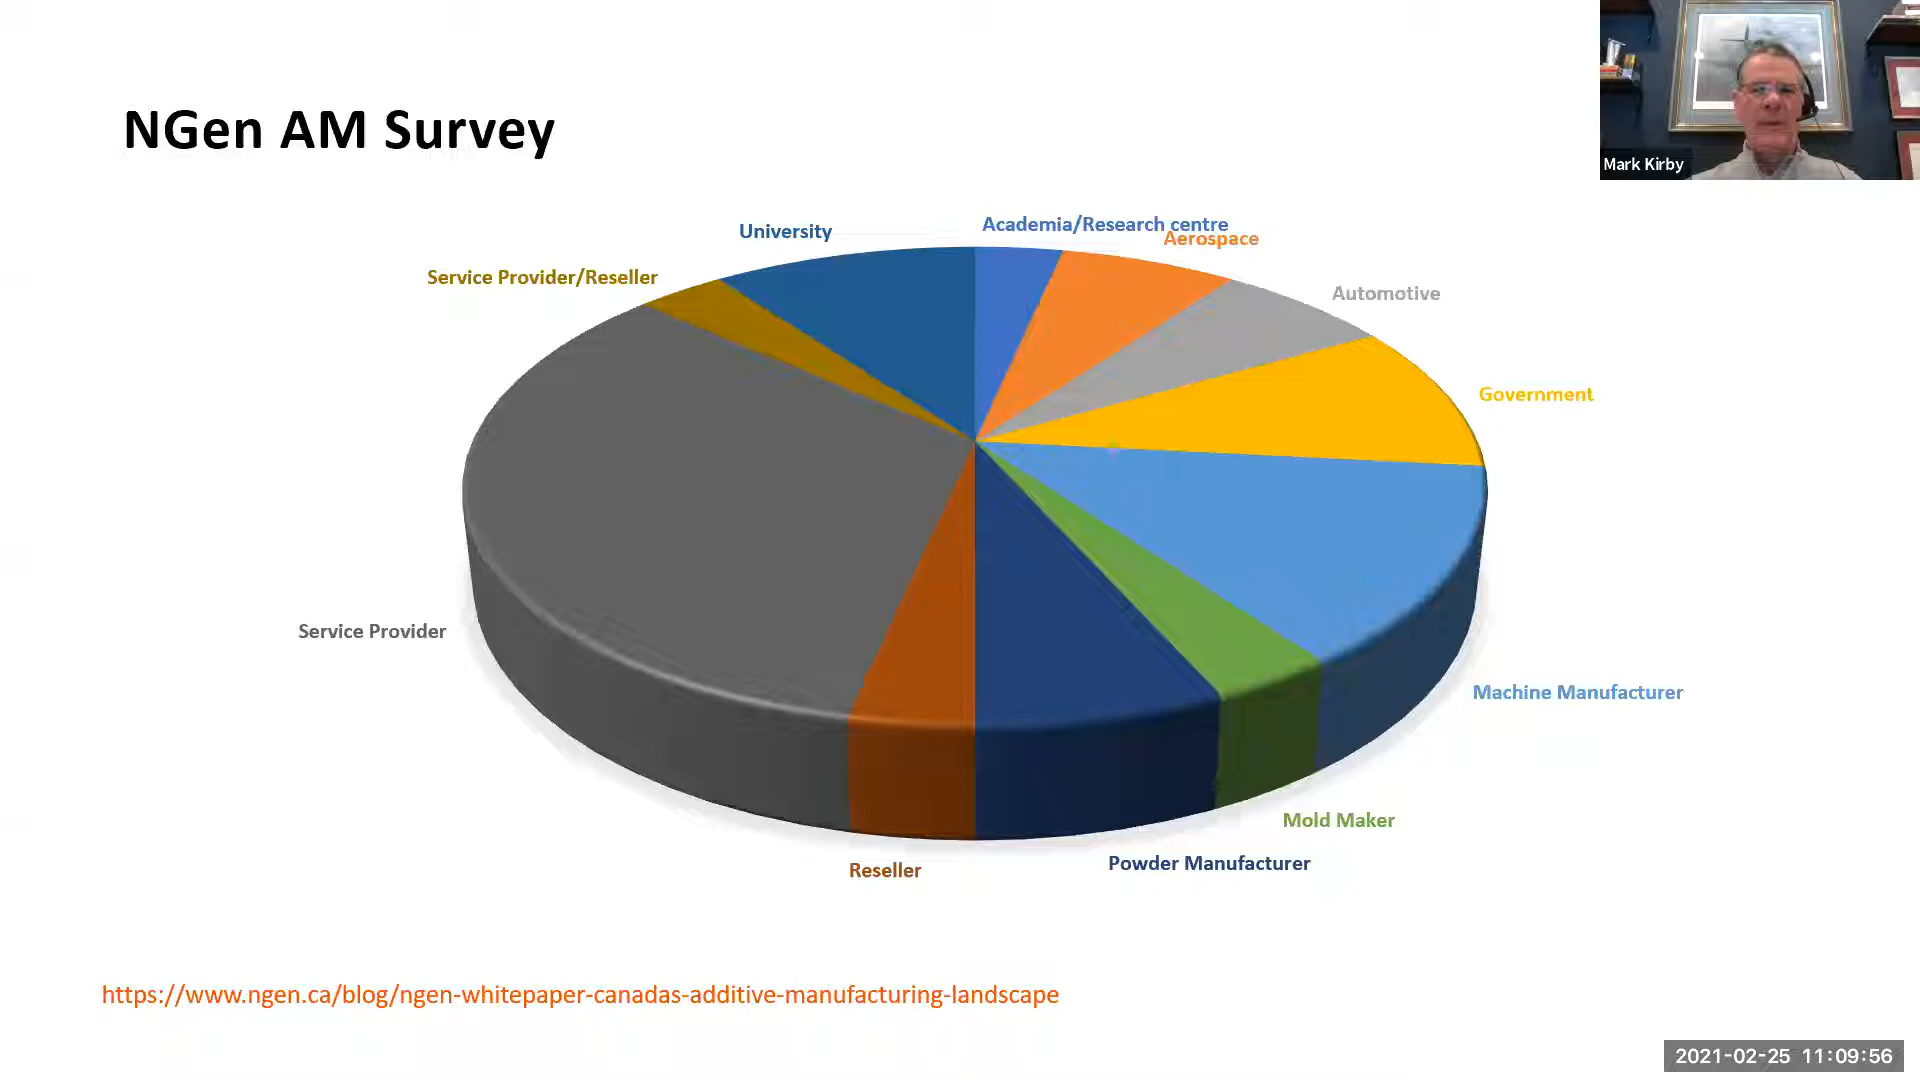 NGen AM Survey
Mark Kirby
University
Academia/Research centre
Aerospace
Service Provider/Reseller
Automotive
Government
Service Provider
Machine Manufacturer
Mold Maker
Powder Manufacturer
Reseller
https://www.ngen.ca/blog/ngen-whitepaper-canadas-additive-manufacturing-landscape
2021-02-25 11:09:56